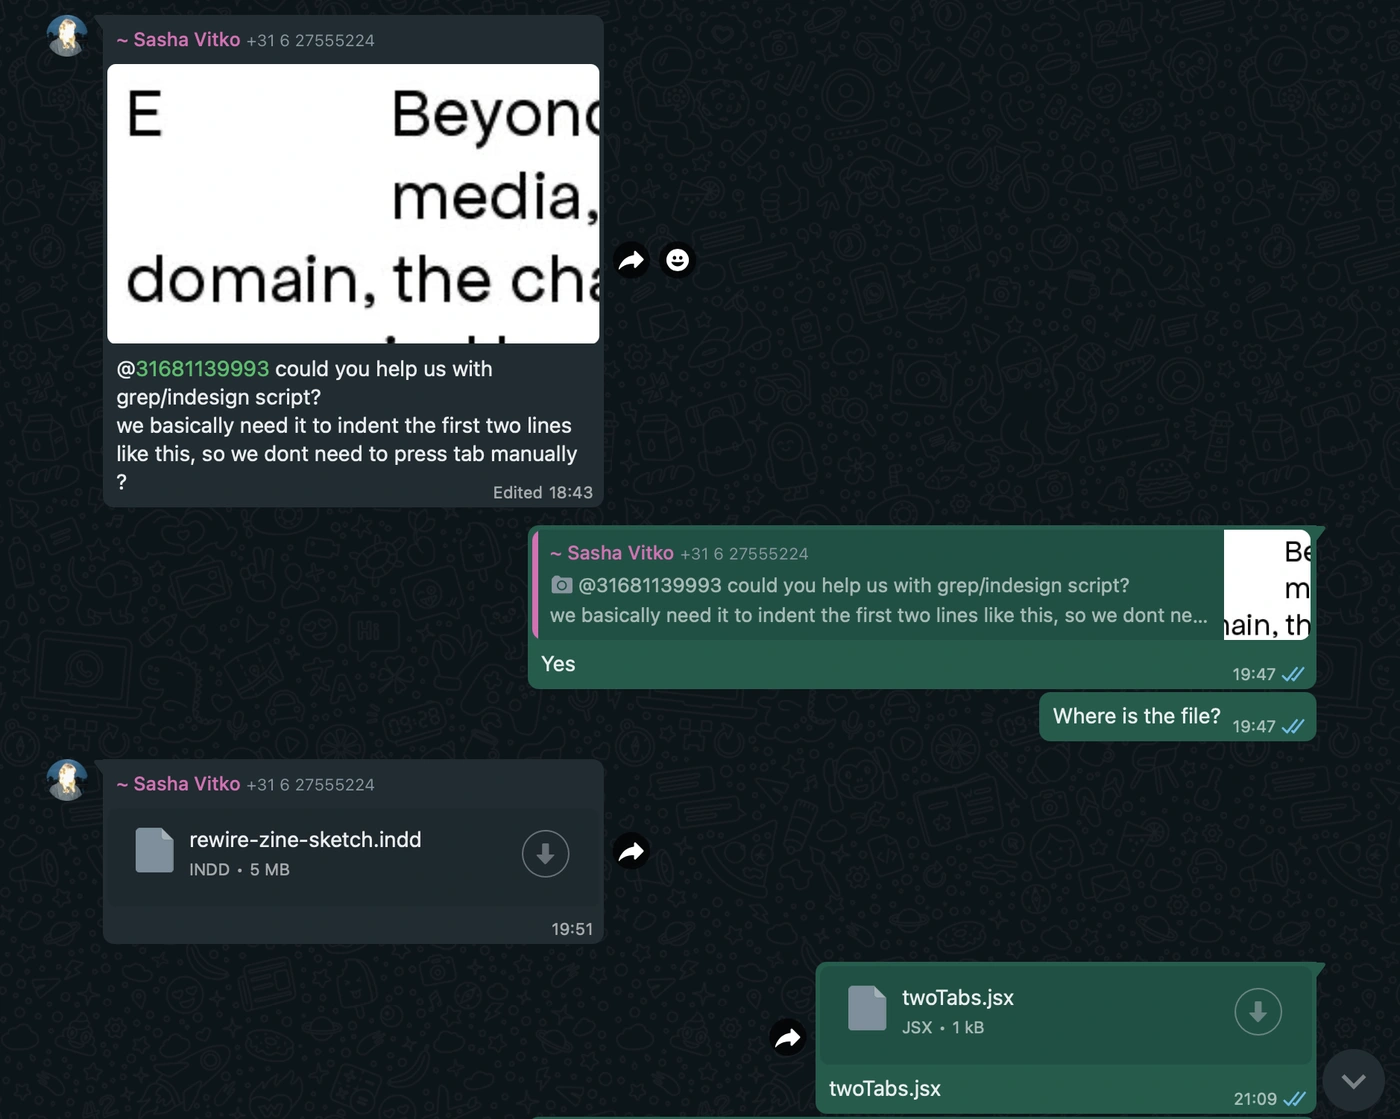 ~ Sasha Vitko +31 6 27555224
E Beyond
media,
domain, the cha
@31681139993 could you help us with
grep/indesign script?
we basically need it to indent the first two lines
like this, so we dont need to press tab manually
?
Edited 18:43
~ Sasha Vitko +31 6 27555224
@31681139993 could you help us with grep/indesign script?
we basically need it to indent the first two lines like this, so we dont ne...
Be
m
ain, th
Yes
19:47
Where is the file? 19:47
~ Sasha Vitko +31 6 27555224
rewire-zine-sketch.indd
INDD • 5 MB
19:51
twoTabs.jsx
JSX • 1 kB
twoTabs.jsx
21:09